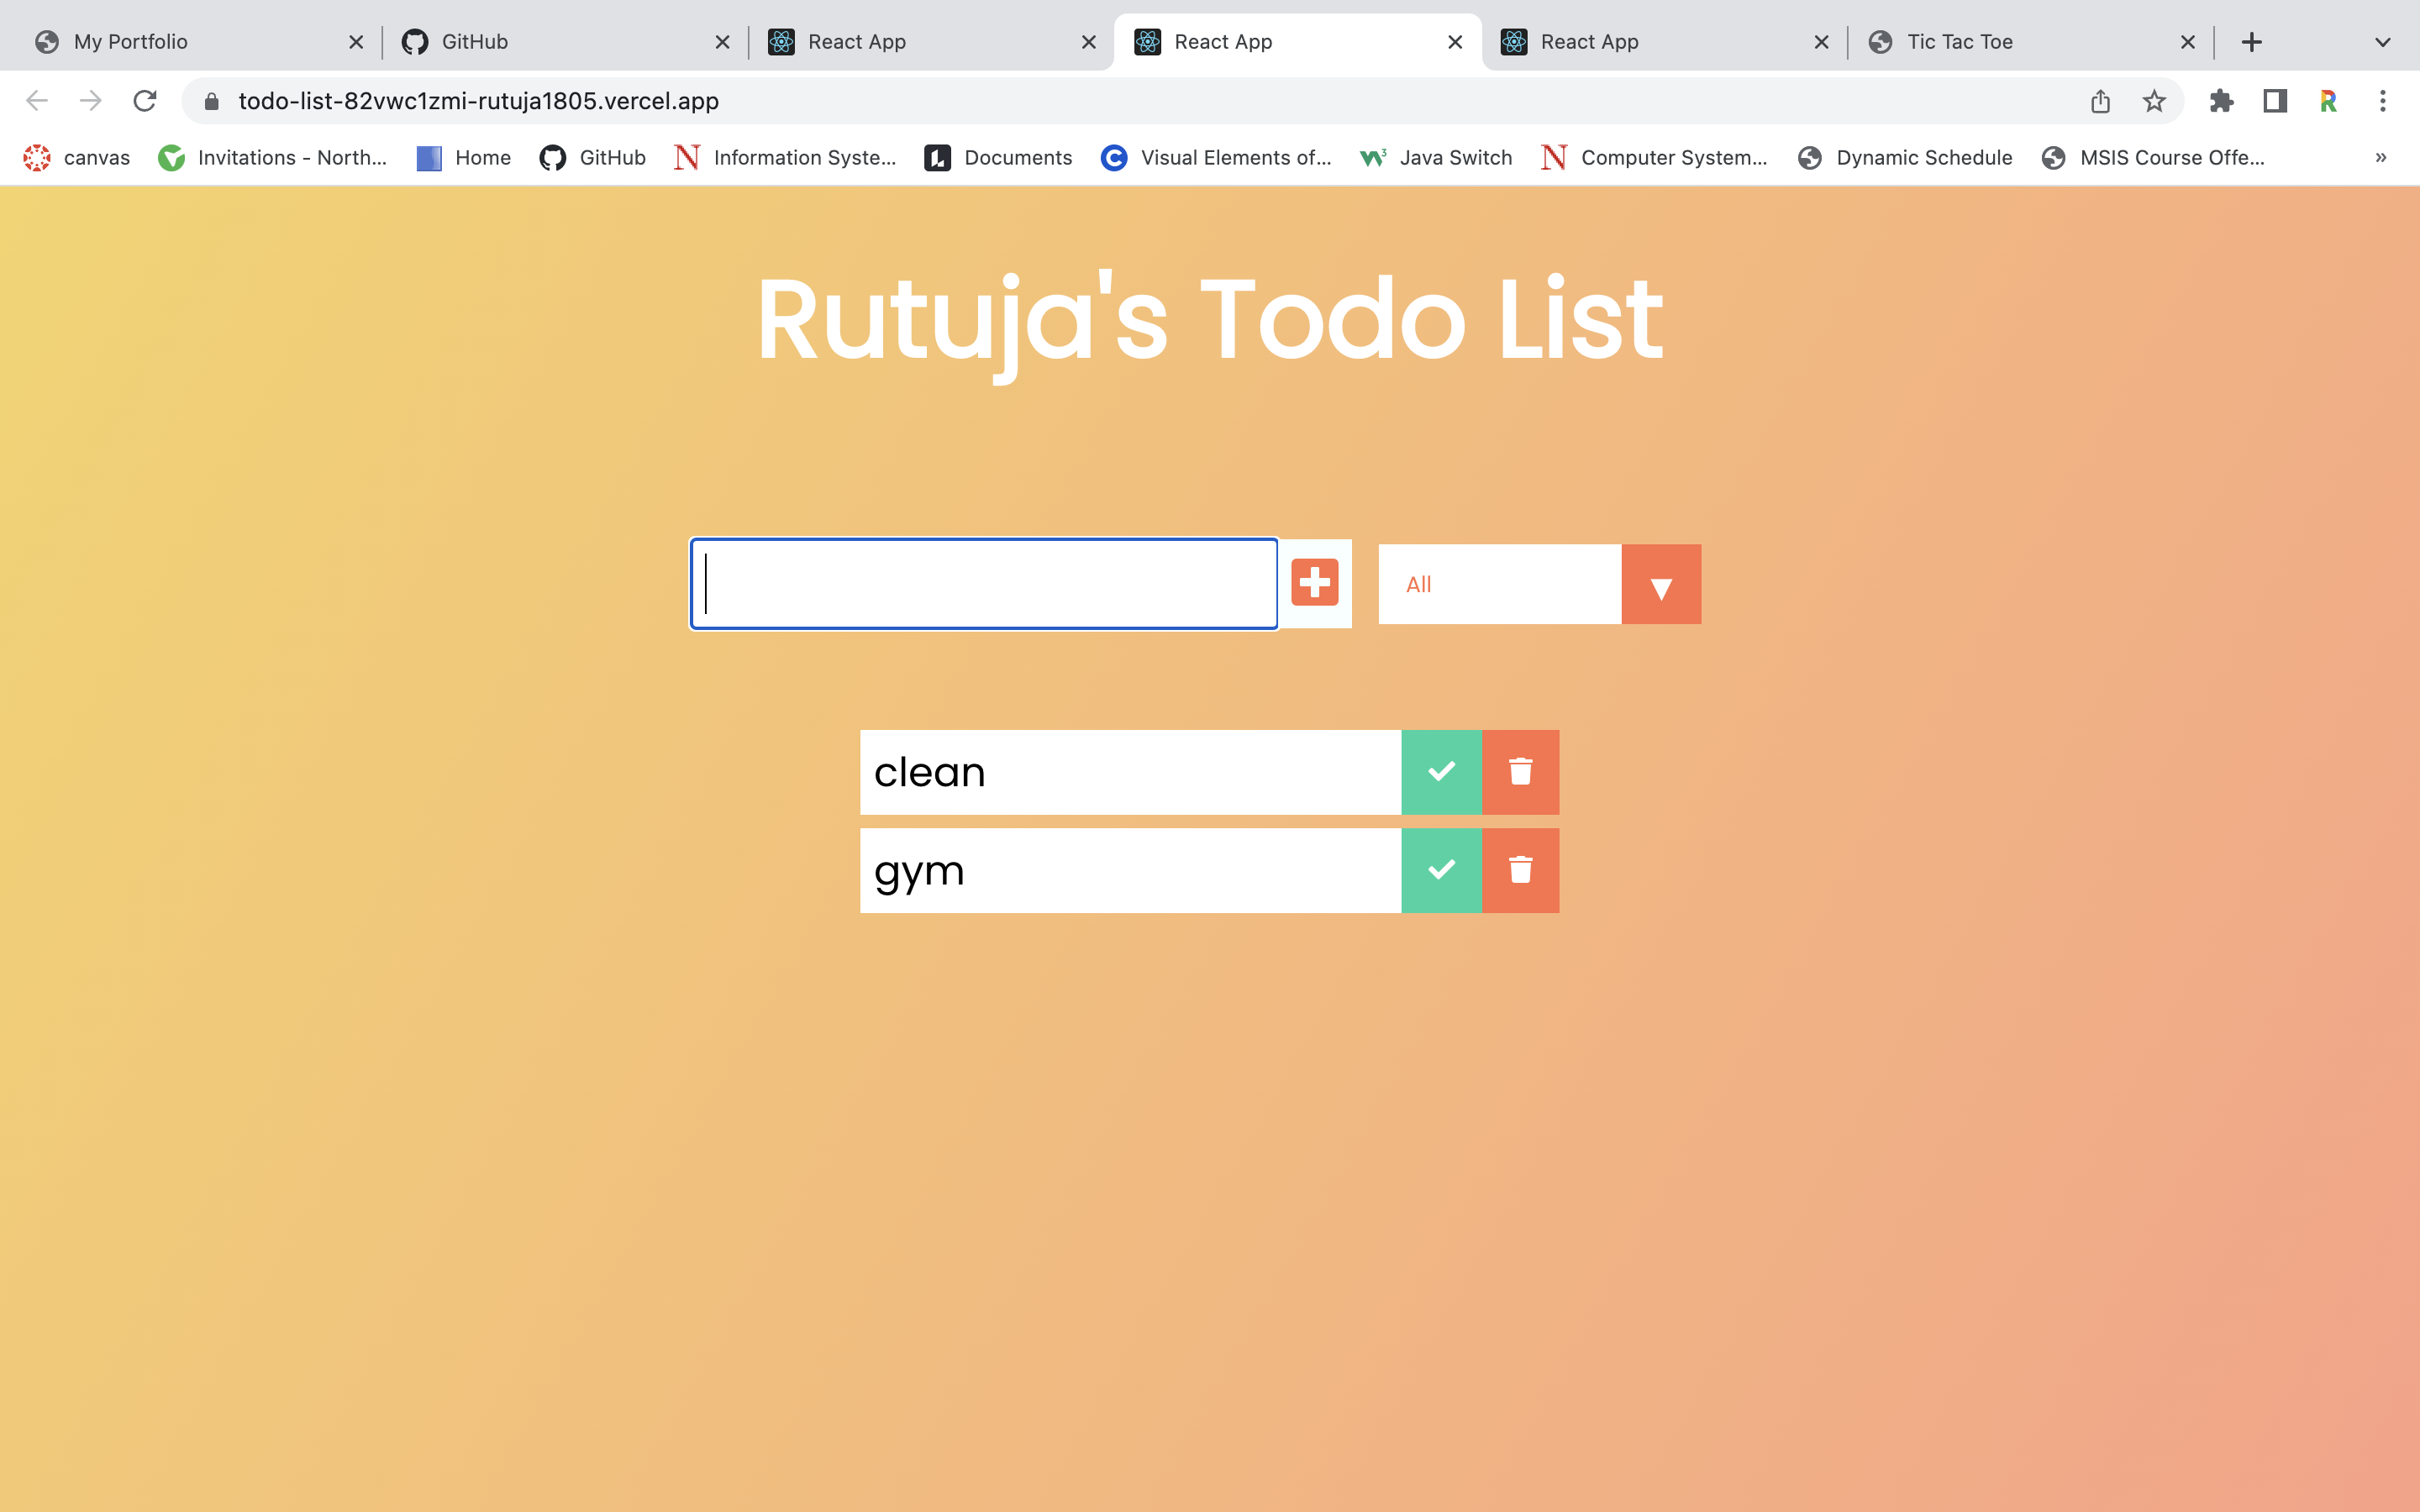 My Portfolio GitHub React App React App React App Tic Tac Toe
todo-list-82vwc1zmi-rutuja1805.vercel.app
canvas Invitations - North... Home GitHub Information Syste... Documents Visual Elements of... Java Switch Computer System... Dynamic Schedule MSIS Course Offe... »
Rutuja's Todo List
All
clean
gym